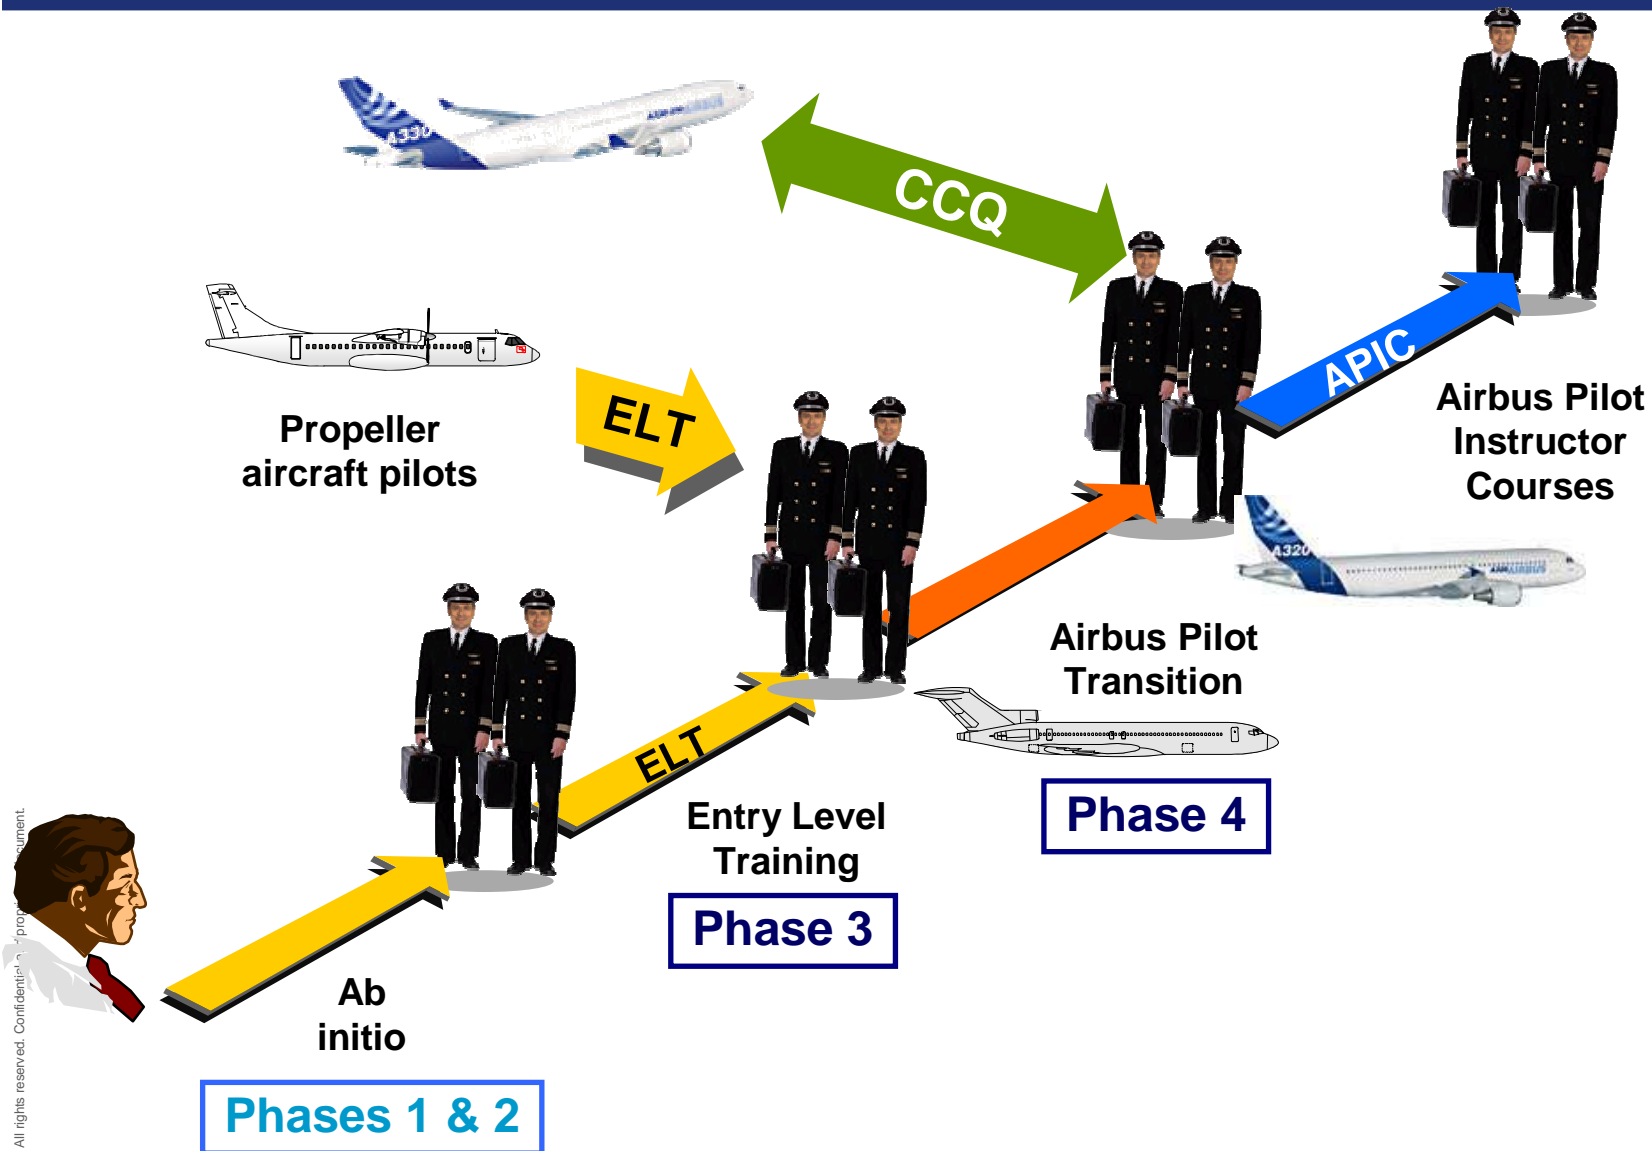 A330
CCQ
APIC
Airbus Pilot
Instructor
Courses
Propeller
aircraft pilots
ELT
A320
Airbus Pilot
Transition
ELT
Phase 4
Entry Level
Training
Phase 3
Ab
initio
Phases 1 & 2
All rights reserved. Confidential